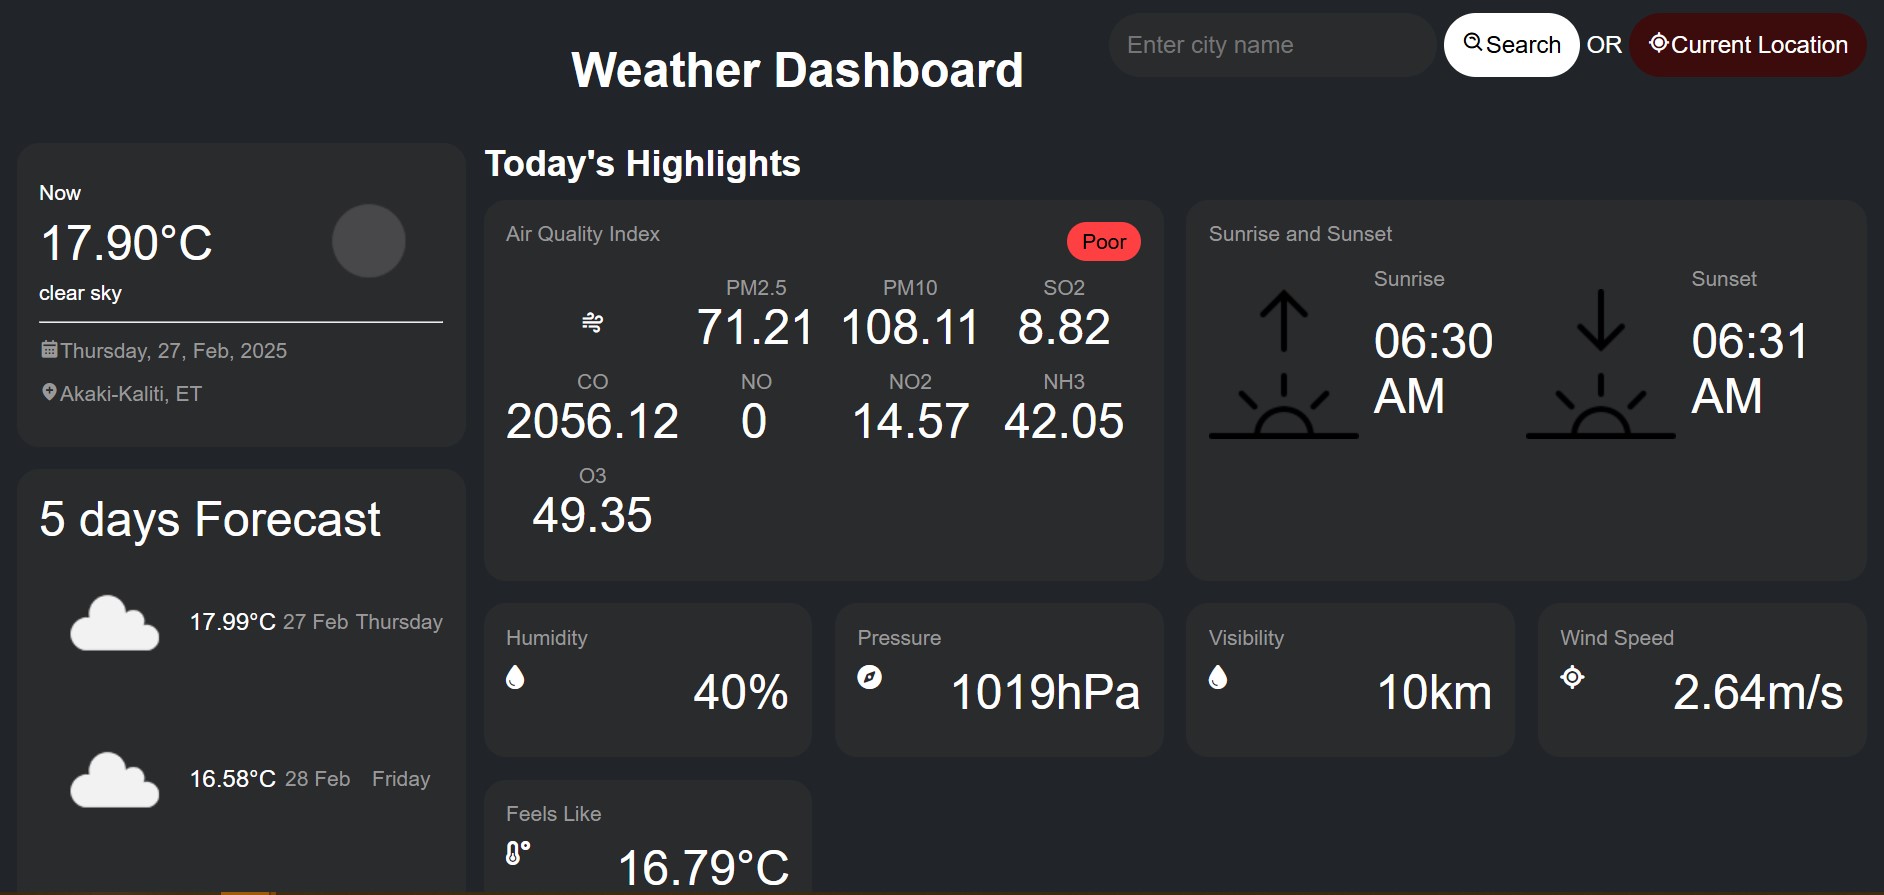 Weather Dashboard
Enter city name
Search
OR
Current Location
Now
17.90°C
clear sky
Thursday, 27, Feb, 2025
Akaki-Kaliti, ET
5 days Forecast
17.99°C 27 Feb Thursday
16.58°C 28 Feb Friday
Today's Highlights
Air Quality Index
Poor
PM2.5 PM10 SO2
71.21 108.11 8.82
CO NO NO2 NH3
2056.12 0 14.57 42.05
O3
49.35
Sunrise and Sunset
Sunrise
06:30
AM
Sunset
06:31
AM
Humidity
40%
Pressure
1019hPa
Visibility
10km
Wind Speed
2.64m/s
Feels Like
16.79°C